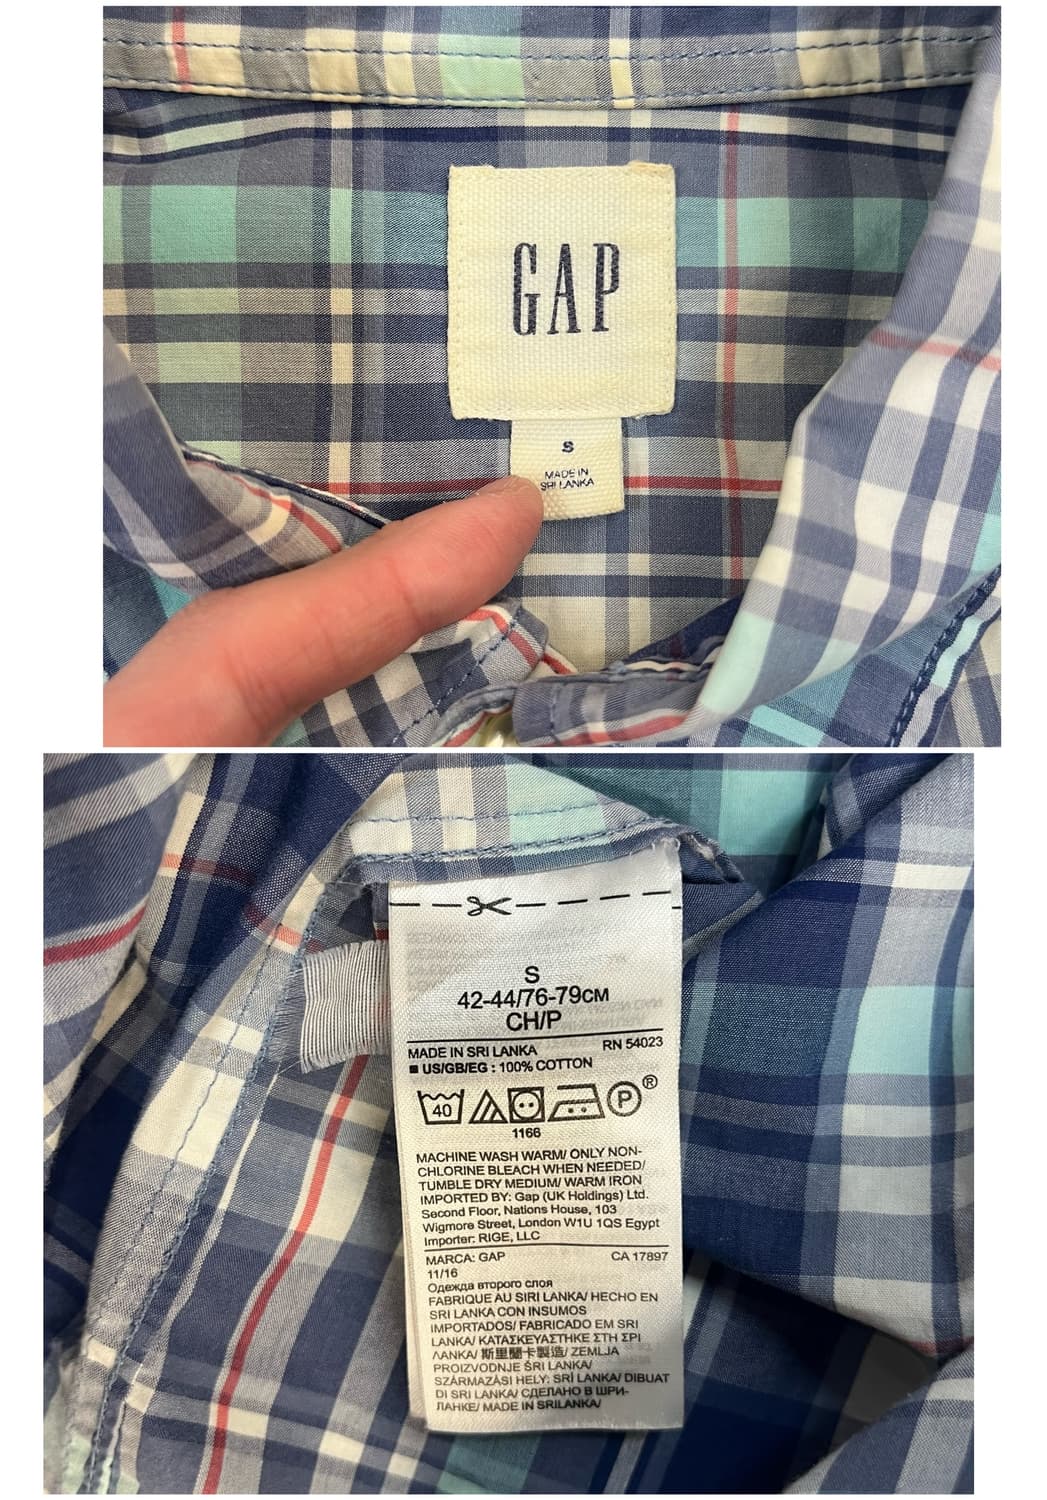 GAP
S
MADE IN
SRI LANKA
S
42-44/76-79CM
CH/P
MADE IN SRI LANKA RN 54023
■ US/GB/EG : 100% COTTON
40 P ®
1166
MACHINE WASH WARM/ ONLY NON-
CHLORINE BLEACH WHEN NEEDED/
TUMBLE DRY MEDIUM/ WARM IRON
IMPORTED BY: Gap (UK Holdings) Ltd.
Second Floor, Nations House, 103
Wigmore Street, London W1U 1QS Egypt
Importer: RIGE, LLC
MARCA: GAP CA 17897
11/16
Одежда второго слоя
FABRIQUE AU SIRI LANKA/ HECHO EN
SRI LANKA CON INSUMOS
IMPORTADOS/ FABRICADO EM SRI
LANKA/ ΚΑΤΑΣΚΕΥΑΣΤΗΚΕ ΣΤΗ ΣΡΙ
ΛΑΝΚΑ/ 斯里蘭卡製造/ ZEMLJA
PROIZVODNJE ŠRI LANKA/
SZÁRMAZÁSI HELY: SRÍ LANKA/ DIBUAT
DI SRI LANKA/ СДЕЛАНО В ШРИ-
ЛАНКЕ/ MADE IN SRILANKA/